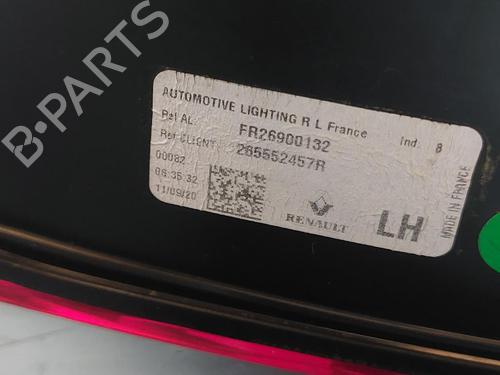 B-PARTS
AUTOMOTIVE LIGHTING R L France
Ref AL: FR26900132 Ind. 8
Ref CLIENT: 265552457R
00082
06:35:32
11/09/20
RENAULT
LH
MADE IN FRANCE